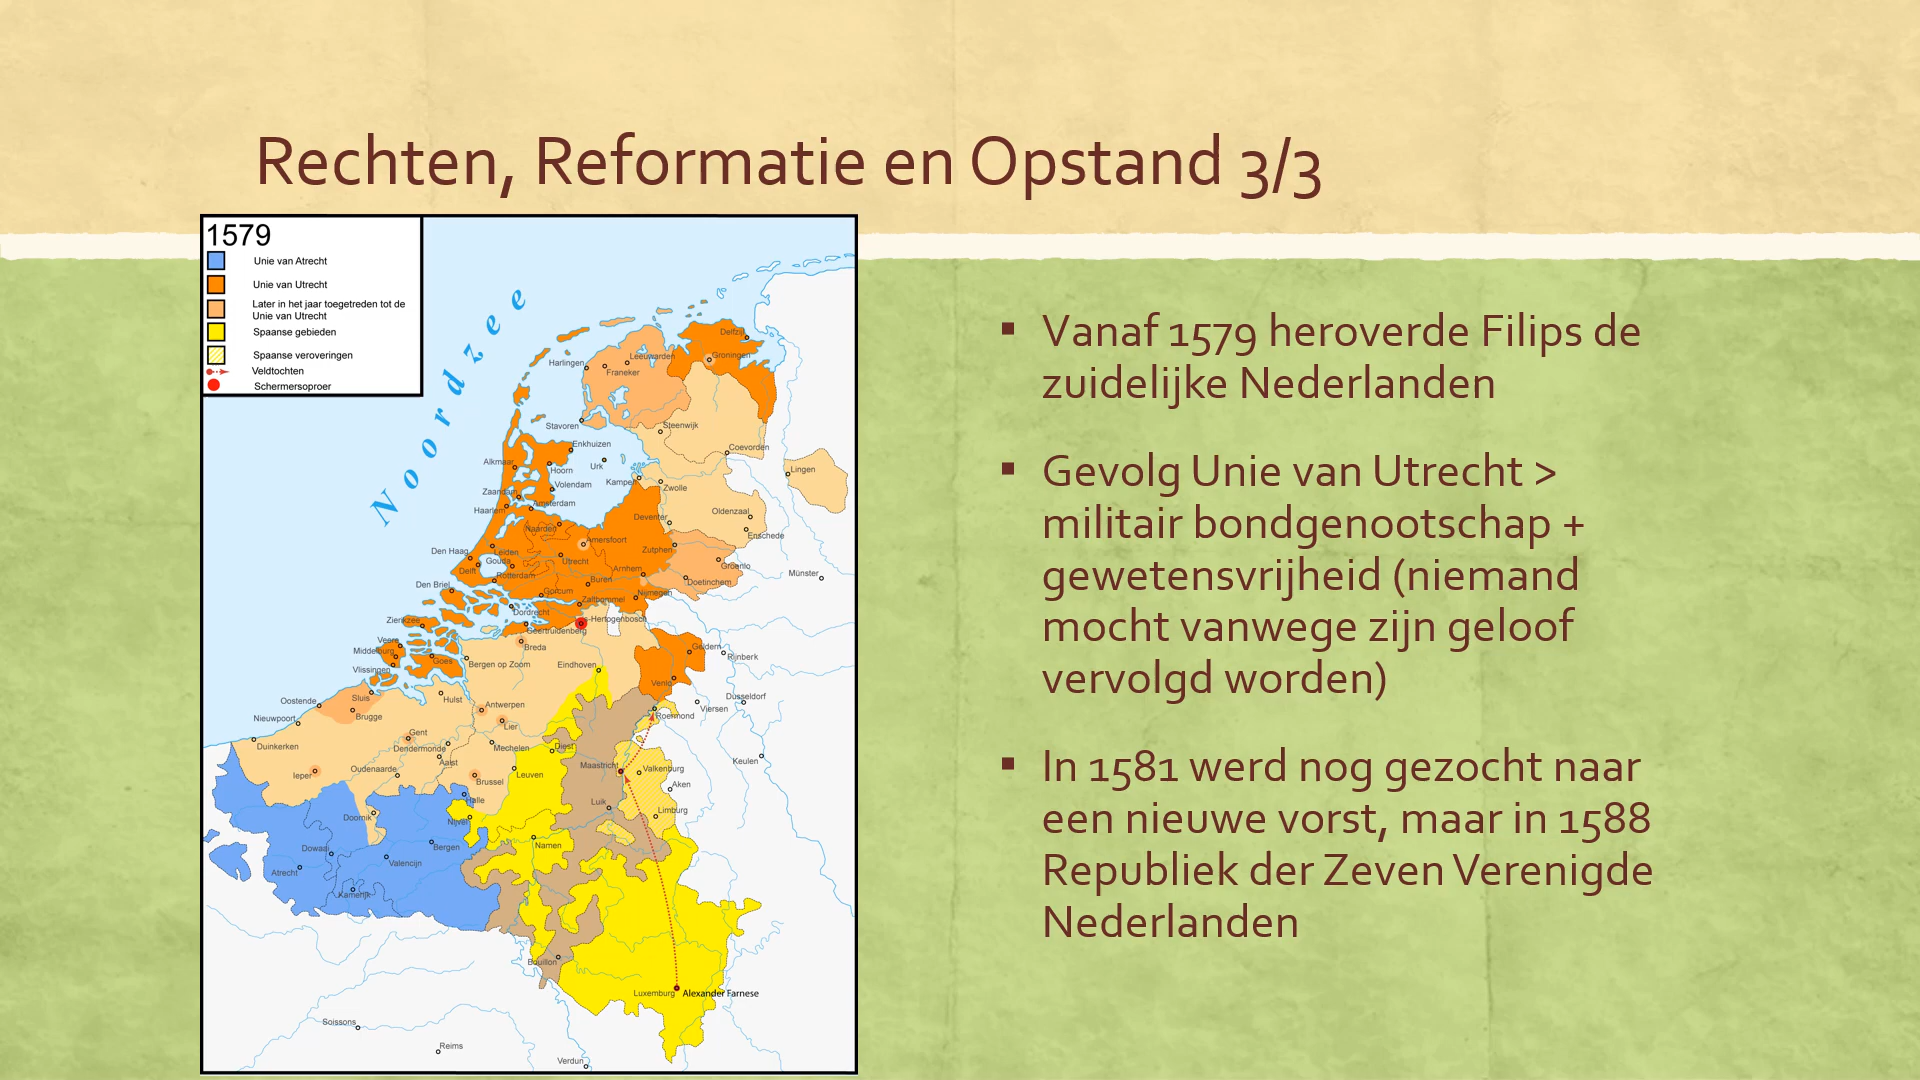 Rechten, Reformatie en Opstand 3/3
1579
Unie van Atrecht
Unie van Utrecht
Later in het jaar toegetreden tot de
Unie van Utrecht
Spaanse gebieden
Spaanse veroveringen
Veldtochten
Schermersoproer
Noordzee
Delfzijl
Groningen
Leeuwarden
Harlingen
Franeker
Stavoren
Steenwijk
Coevorden
Enkhuizen
Lingen
Alkmaar
Hoorn
Urk
Volendam
Kampen
Zwolle
Zaandam
Amsterdam
Haarlem
Oldenzaal
Deventer
Naarden
Enschede
Amersfoort
Den Haag
Leiden
Zutphen
Gouda
Utrecht
Groenlo
Delft
Rotterdam
Arnhem
Münster
Buren
Doetinchem
Den Briel
Gorcum
Zaltbommel
Nijmegen
Dordrecht
Zierikzee
-Hertogenbosch
Geertruidenberg
Veere
Breda
Middelburg
Goes
Bergen op Zoom
Eindhoven
Geldern
Rijnberk
Vlissingen
Venlo
Oostende
Sluis
Hulst
Antwerpen
Düsseldorf
Viersen
Nieuwpoort
Brugge
Lier
Roermond
Duinkerken
Gent
Dendermonde
Mechelen
Diest
Aalst
Keulen
Ieper
Oudenaarde
Brussel
Leuven
Maastricht
Valkenburg
Aken
Halle
Luik
Limburg
Doornik
Nijvel
Dowaai
Bergen
Namen
Valencijn
Atrecht
Kamerijk
Bouillon
Luxemburg
Alexander Farnese
Soissons
Reims
Verdun
▪ Vanaf 1579 heroverde Filips de
zuidelijke Nederlanden
▪ Gevolg Unie van Utrecht >
militair bondgenootschap +
gewetensvrijheid (niemand
mocht vanwege zijn geloof
vervolgd worden)
▪ In 1581 werd nog gezocht naar
een nieuwe vorst, maar in 1588
Republiek der Zeven Verenigde
Nederlanden